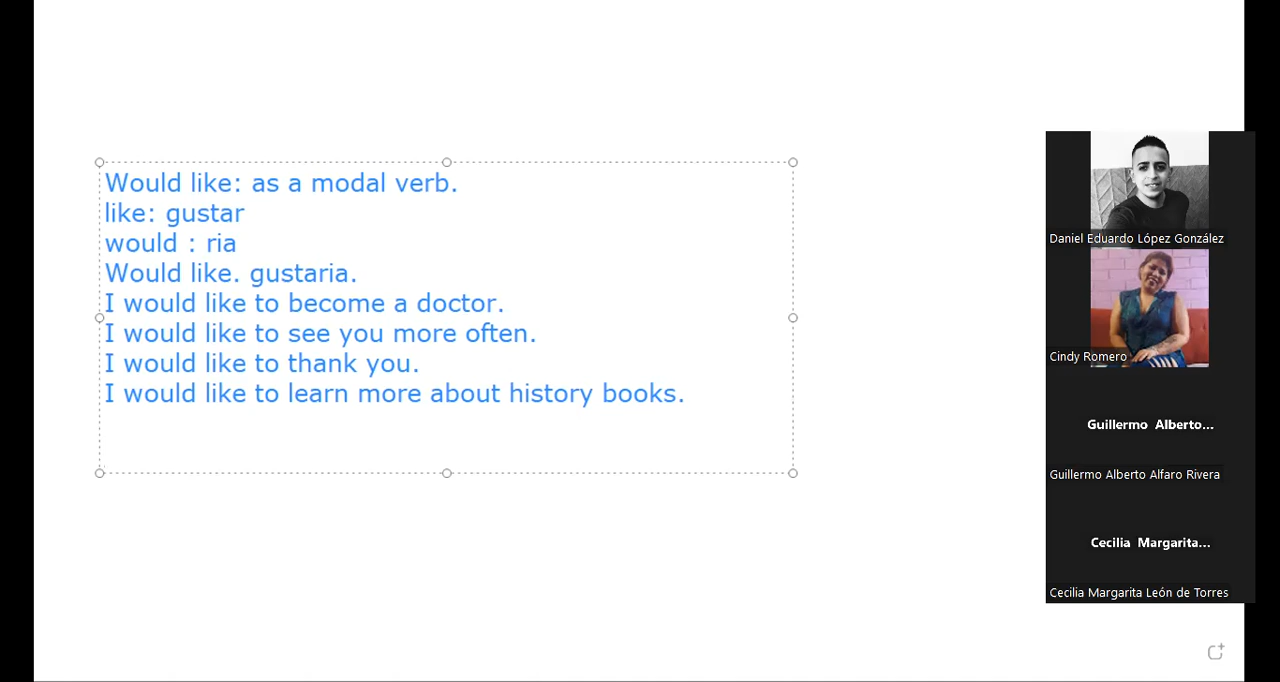 Would like: as a modal verb.
like: gustar
would : ria
Would like. gustaria.
I would like to become a doctor.
I would like to see you more often.
I would like to thank you.
I would like to learn more about history books.
Daniel Eduardo López González
Cindy Romero
Guillermo Alberto...
Guillermo Alberto Alfaro Rivera
Cecilia Margarita...
Cecilia Margarita León de Torres